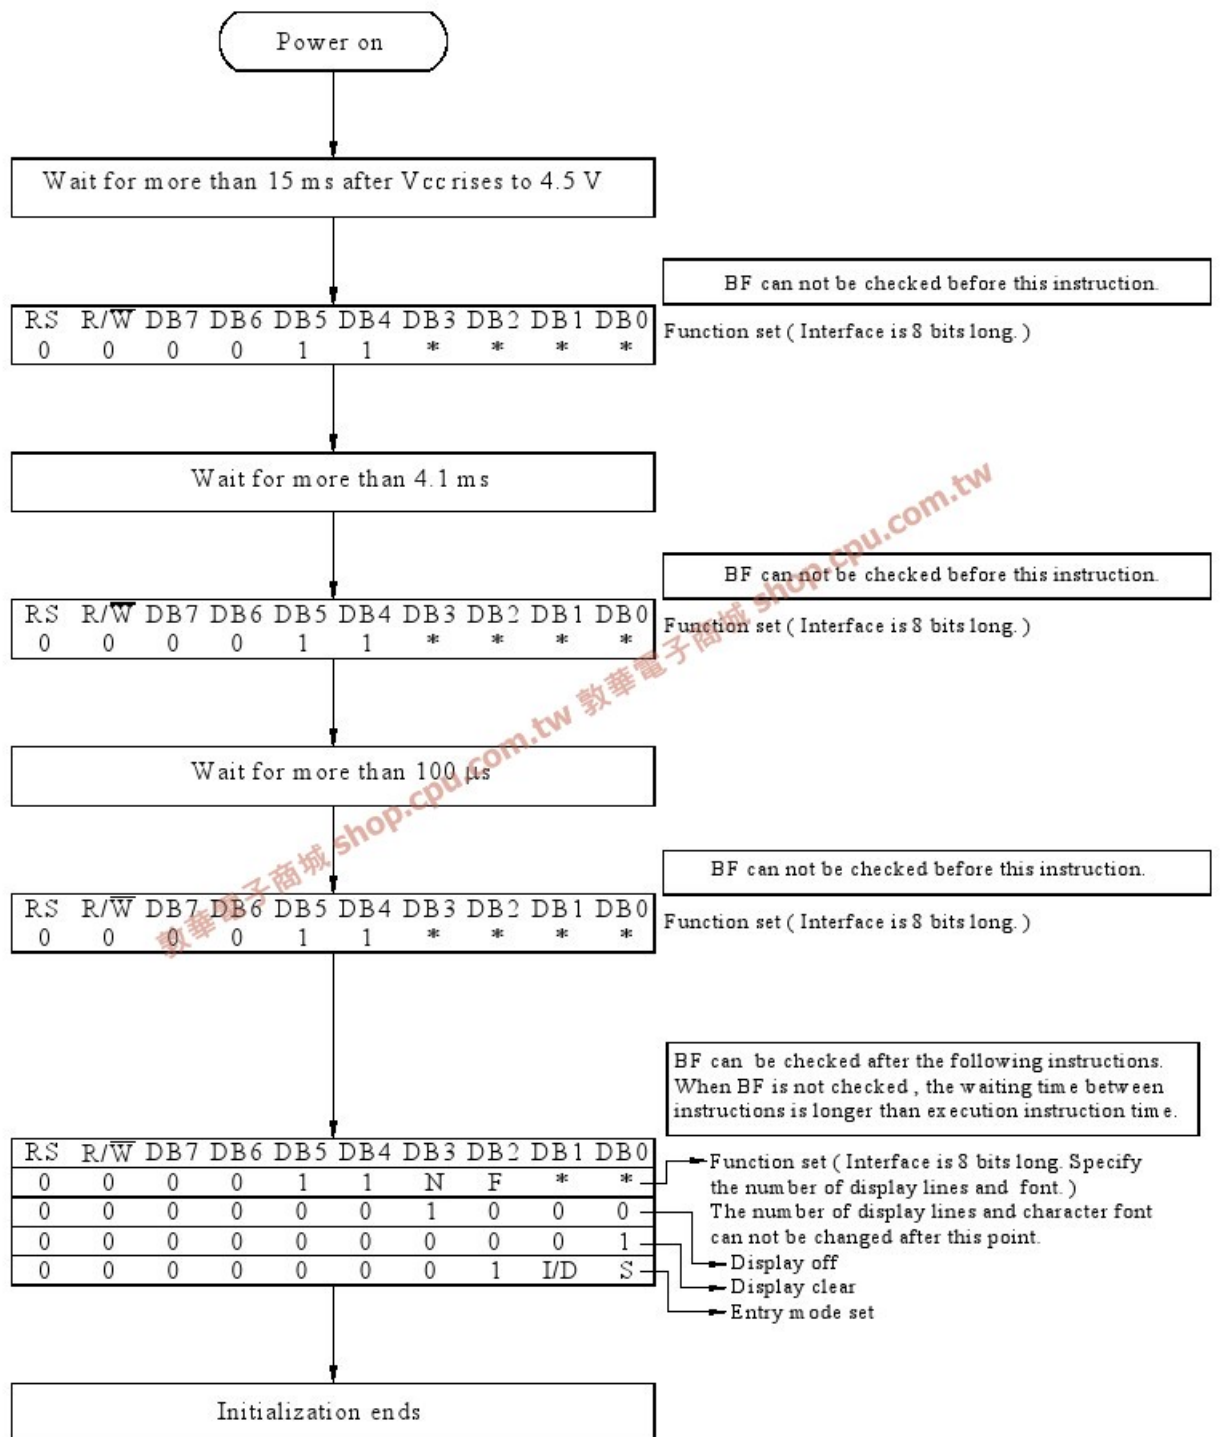 Power on
Wait for more than 15 ms after Vcc rises to 4.5 V
BF can not be checked before this instruction.
RS R/W̅ DB7 DB6 DB5 DB4 DB3 DB2 DB1 DB0
0 0 0 0 1 1 * * * *
Function set ( Interface is 8 bits long. )
Wait for more than 4.1 ms
BF can not be checked before this instruction.
RS R/W̅ DB7 DB6 DB5 DB4 DB3 DB2 DB1 DB0
0 0 0 0 1 1 * * * *
Function set ( Interface is 8 bits long. )
Wait for more than 100 µs
BF can not be checked before this instruction.
RS R/W̅ DB7 DB6 DB5 DB4 DB3 DB2 DB1 DB0
0 0 0 0 1 1 * * * *
Function set ( Interface is 8 bits long. )
BF can be checked after the following instructions.
When BF is not checked , the waiting time between
instructions is longer than execution instruction time.
RS R/W̅ DB7 DB6 DB5 DB4 DB3 DB2 DB1 DB0
0 0 0 0 1 1 N F * *
0 0 0 0 0 0 1 0 0 0
0 0 0 0 0 0 0 0 0 1
0 0 0 0 0 0 0 1 I/D S
Function set ( Interface is 8 bits long. Specify
the number of display lines and font. )
The number of display lines and character font
can not be changed after this point.
Display off
Display clear
Entry mode set
Initialization ends
敦華電子商城 shop.cpu.com.tw 敦華電子商城 shop.cpu.com.tw